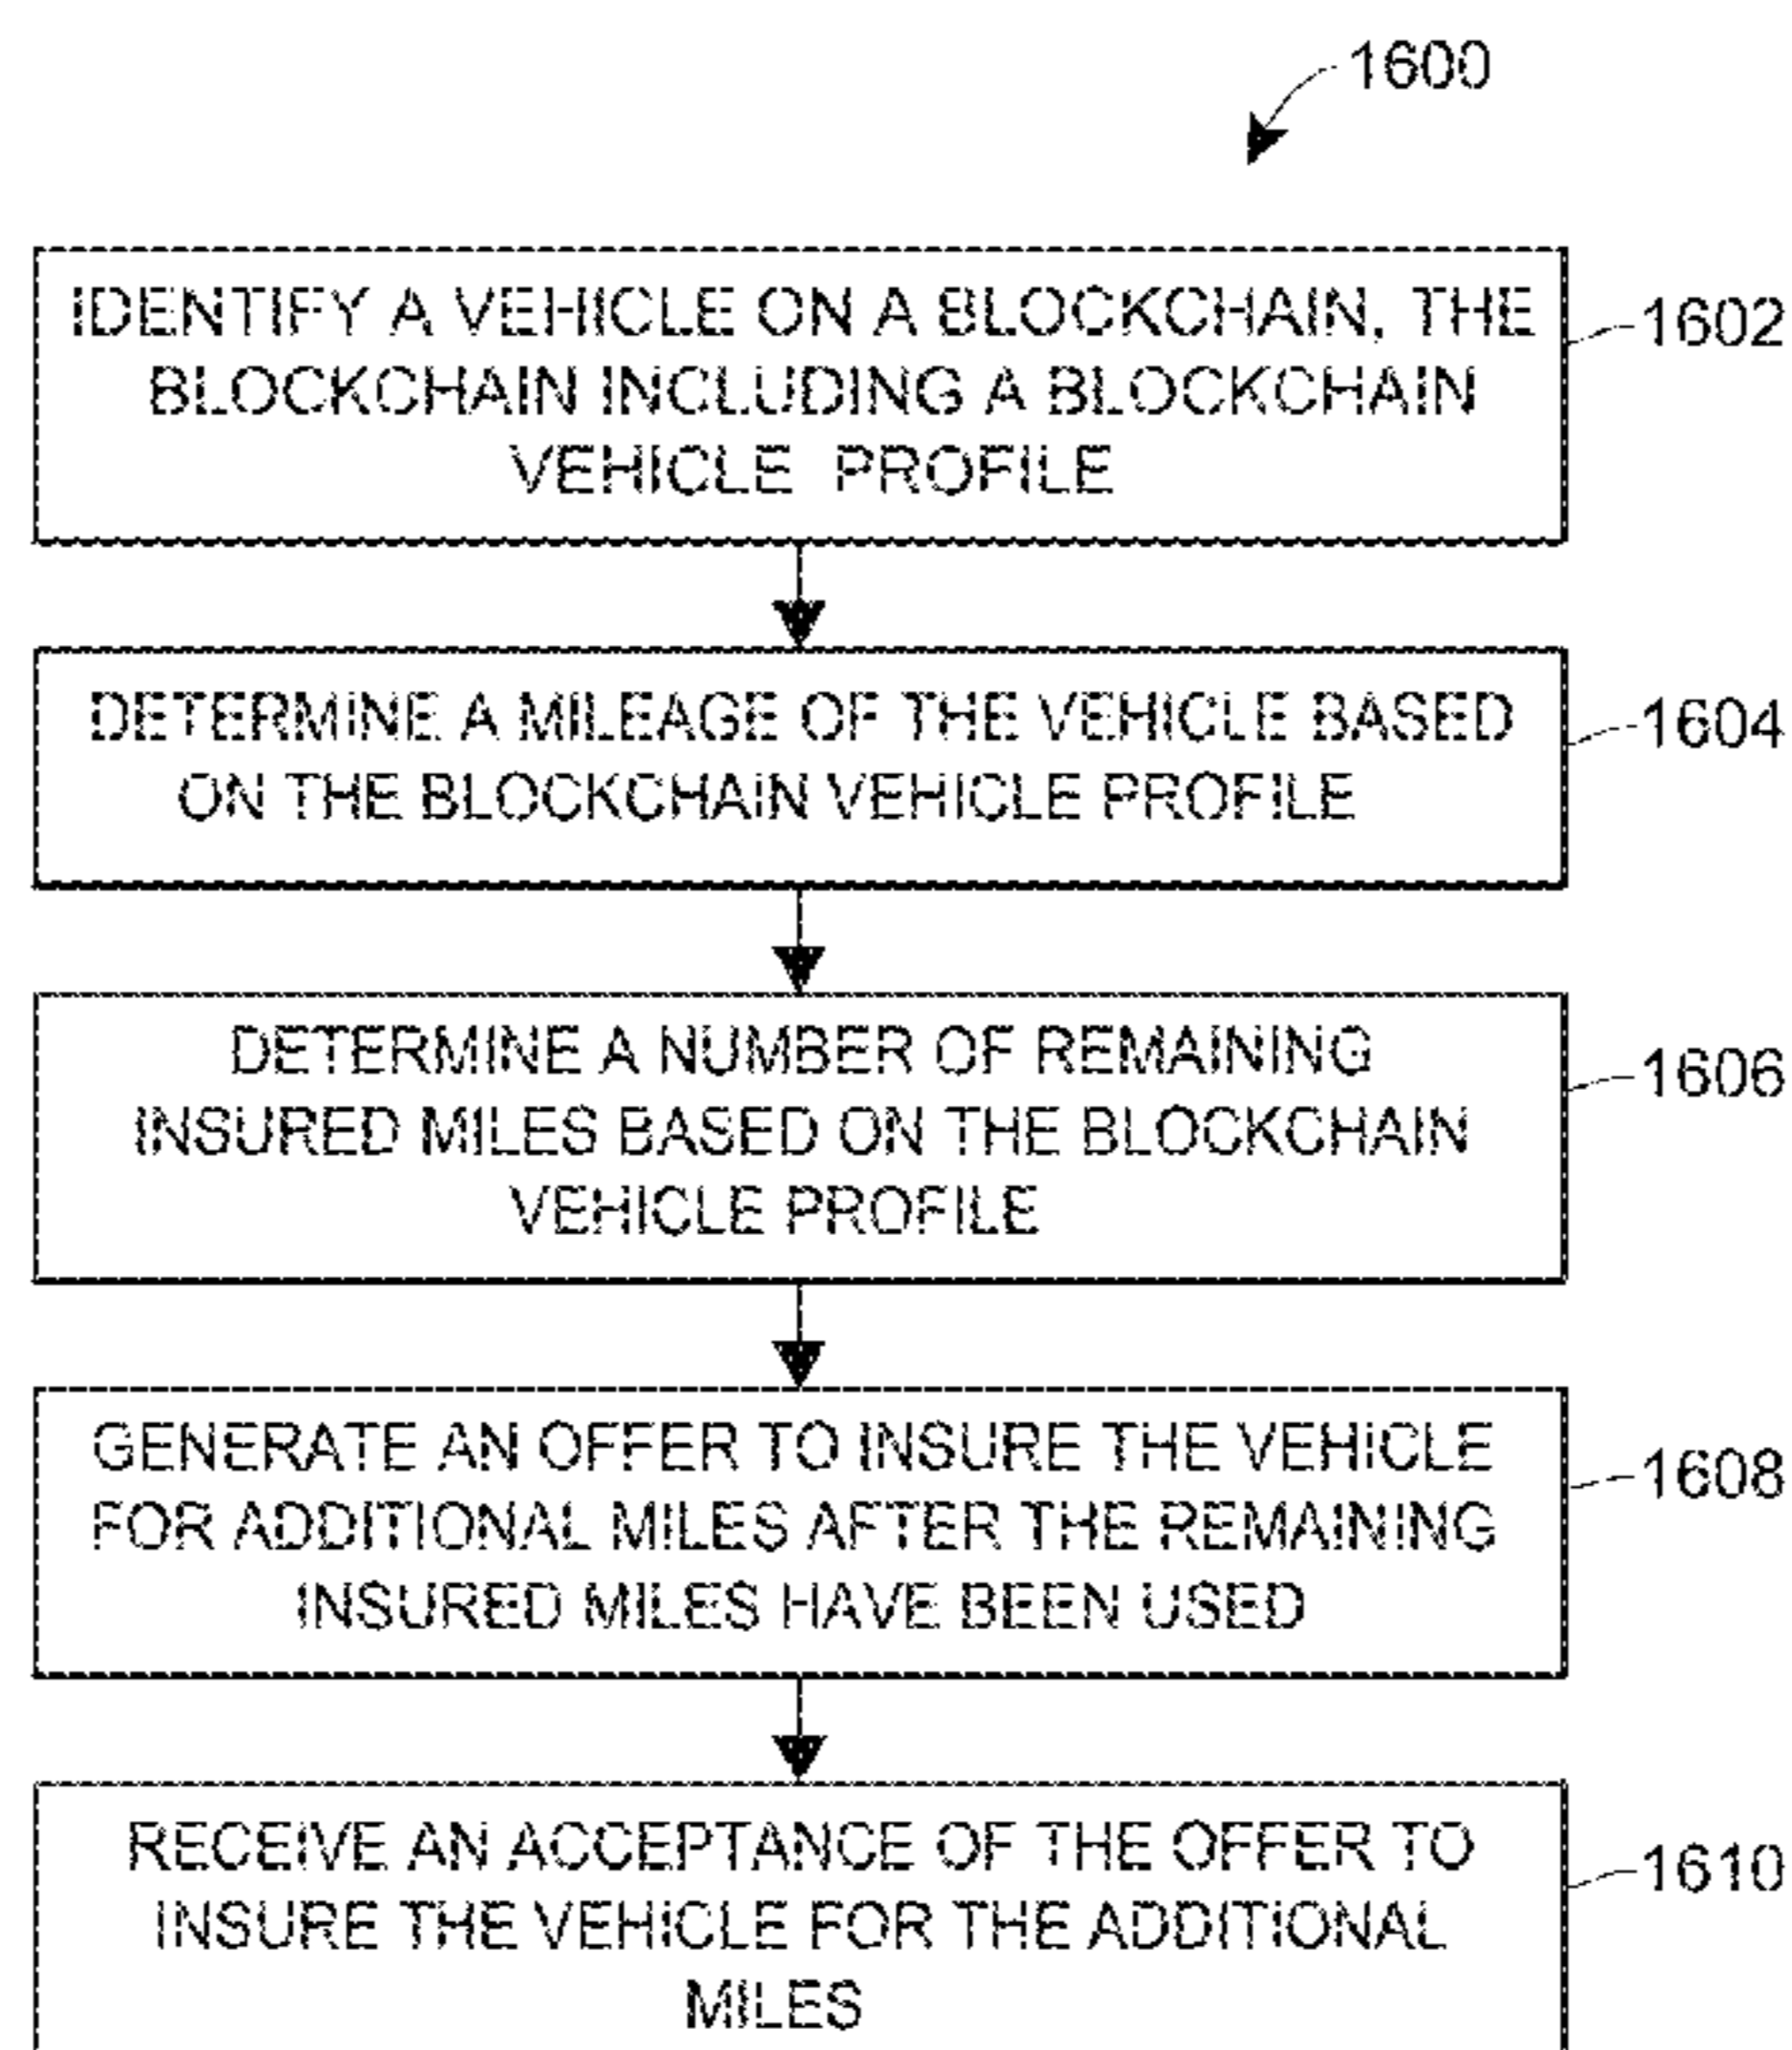 1600
IDENTIFY A VEHICLE ON A BLOCKCHAIN, THE
BLOCKCHAIN INCLUDING A BLOCKCHAIN
VEHICLE PROFILE
1602
DETERMINE A MILEAGE OF THE VEHICLE BASED
ON THE BLOCKCHAIN VEHICLE PROFILE
1604
DETERMINE A NUMBER OF REMAINING
INSURED MILES BASED ON THE BLOCKCHAIN
VEHICLE PROFILE
1606
GENERATE AN OFFER TO INSURE THE VEHICLE
FOR ADDITIONAL MILES AFTER THE REMAINING
INSURED MILES HAVE BEEN USED
1608
RECEIVE AN ACCEPTANCE OF THE OFFER TO
INSURE THE VEHICLE FOR THE ADDITIONAL
MILES
1610